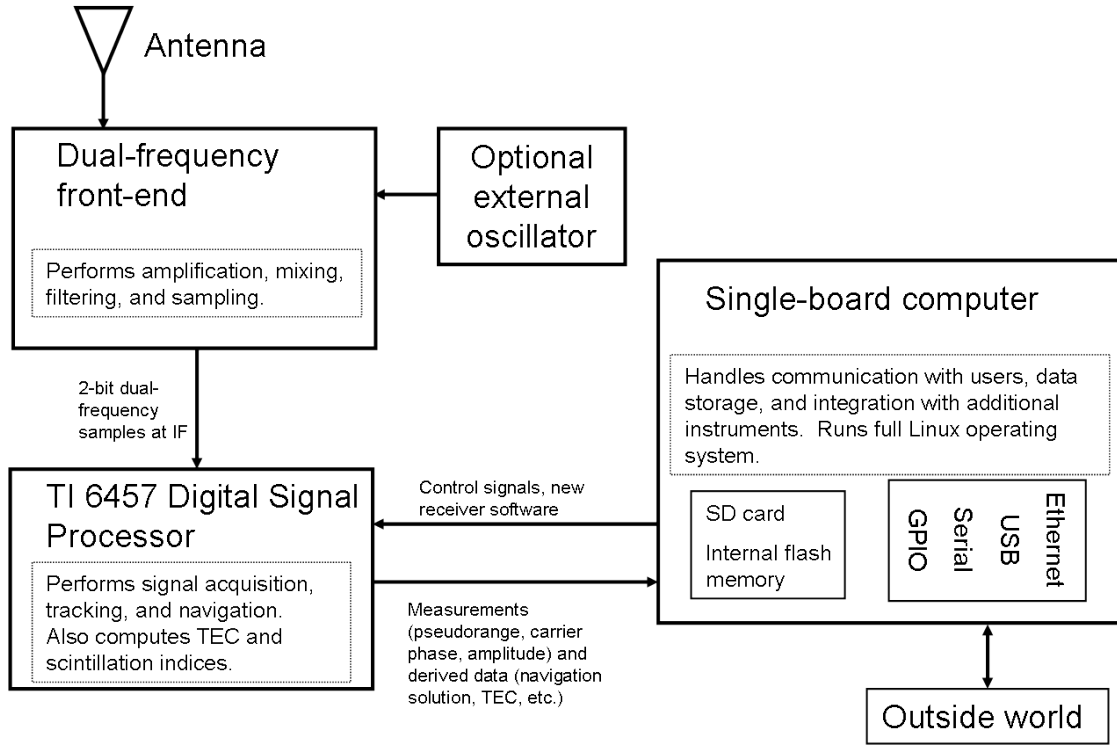 Antenna
Dual-frequency
front-end
Performs amplification, mixing,
filtering, and sampling.
Optional
external
oscillator
2-bit dual-
frequency
samples at IF
TI 6457 Digital Signal
Processor
Performs signal acquisition,
tracking, and navigation.
Also computes TEC and
scintillation indices.
Control signals, new
receiver software
Measurements
(pseudorange, carrier
phase, amplitude) and
derived data (navigation
solution, TEC, etc.)
Single-board computer
Handles communication with users, data
storage, and integration with additional
instruments. Runs full Linux operating
system.
SD card
Internal flash
memory
Ethernet
USB
Serial
GPIO
Outside world